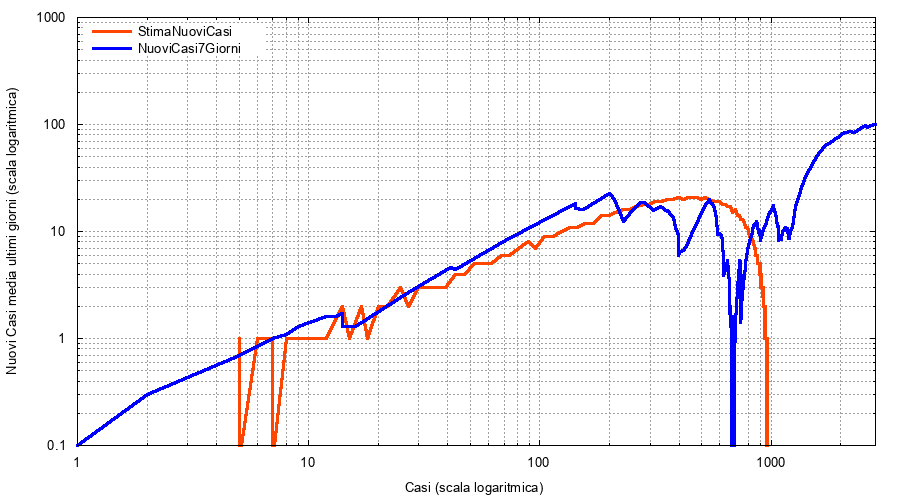 1000
StimaNuoviCasi
NuoviCasi7Giorni
100
10
1
0.1
1
10
100
1000
Nuovi Casi media ultimi giorni (scala logaritmica)
Casi (scala logaritmica)